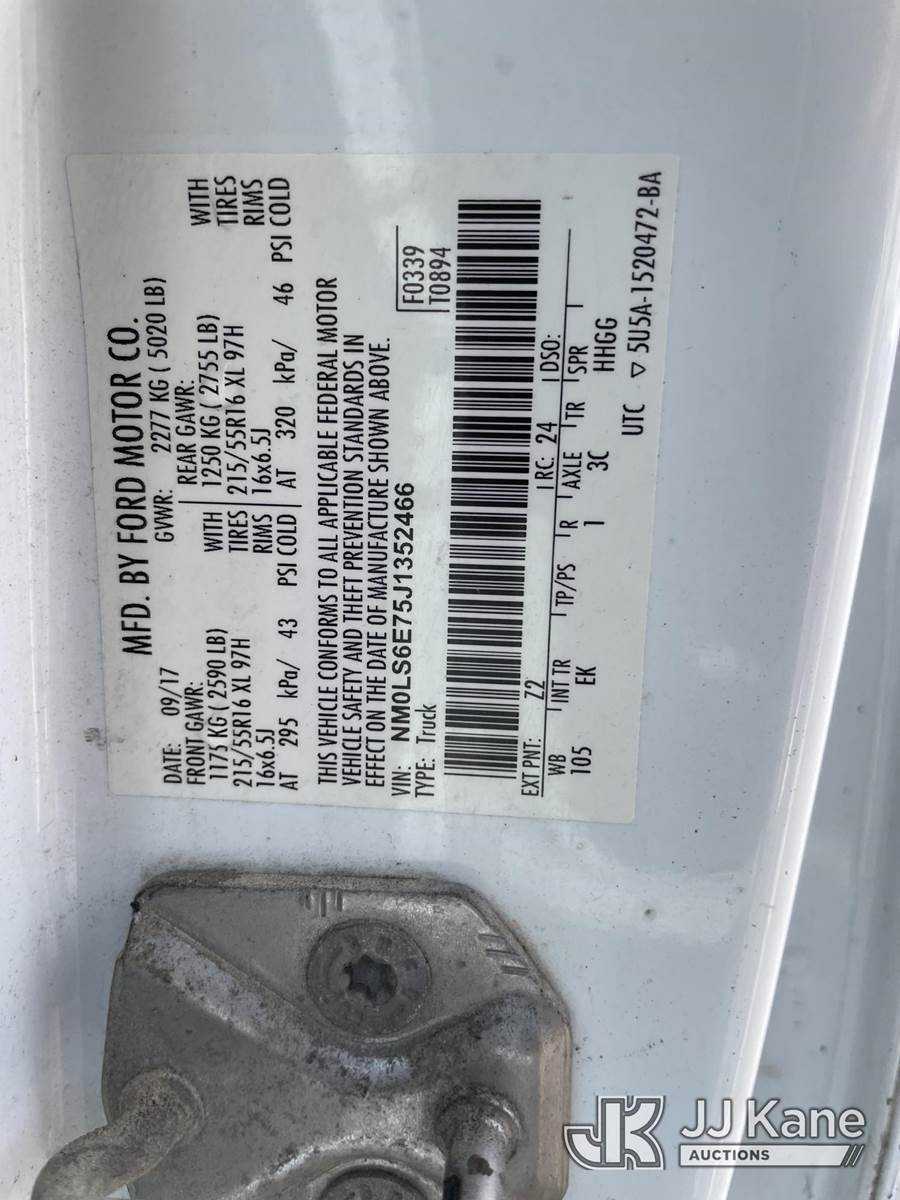 MFD. BY FORD MOTOR CO.
DATE: 09/17 GVWR: 2277 KG ( 5020 LB)
FRONT GAWR: REAR GAWR:
1175 KG ( 2590 LB) WITH 1250 KG ( 2755 LB) WITH
215/55R16 XL 97H TIRES 215/55R16 XL 97H TIRES
16x6.5J RIMS 16x6.5J RIMS
AT 295 kPa/ 43 PSI COLD AT 320 kPa/ 46 PSI COLD
THIS VEHICLE CONFORMS TO ALL APPLICABLE FEDERAL MOTOR
VEHICLE SAFETY AND THEFT PREVENTION STANDARDS IN
EFFECT ON THE DATE OF MANUFACTURE SHOWN ABOVE.
VIN: NM0LS6E75J1352466 F0339
TYPE: Truck T0894
EXT PNT: Z2 RC: 24 DSO:
WB INT TR TP/PS R AXLE TR SPR
105 EK 1 3C HHGG
UTC ▽ 5U5A-1520472-BA
JK JJ Kane
AUCTIONS